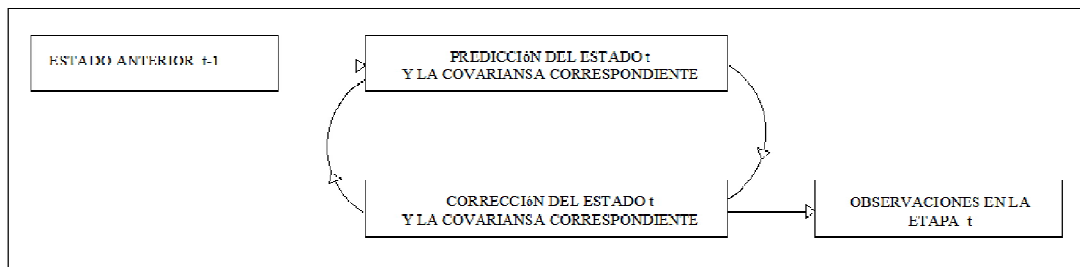 ESTADO ANTERIOR t-1
PREDICCIóN DEL ESTADO t
Y LA COVARIANSA CORRESPONDIENTE
CORRECCIóN DEL ESTADO t
Y LA COVARIANSA CORRESPONDIENTE
OBSERVACIONES EN LA
ETAPA t